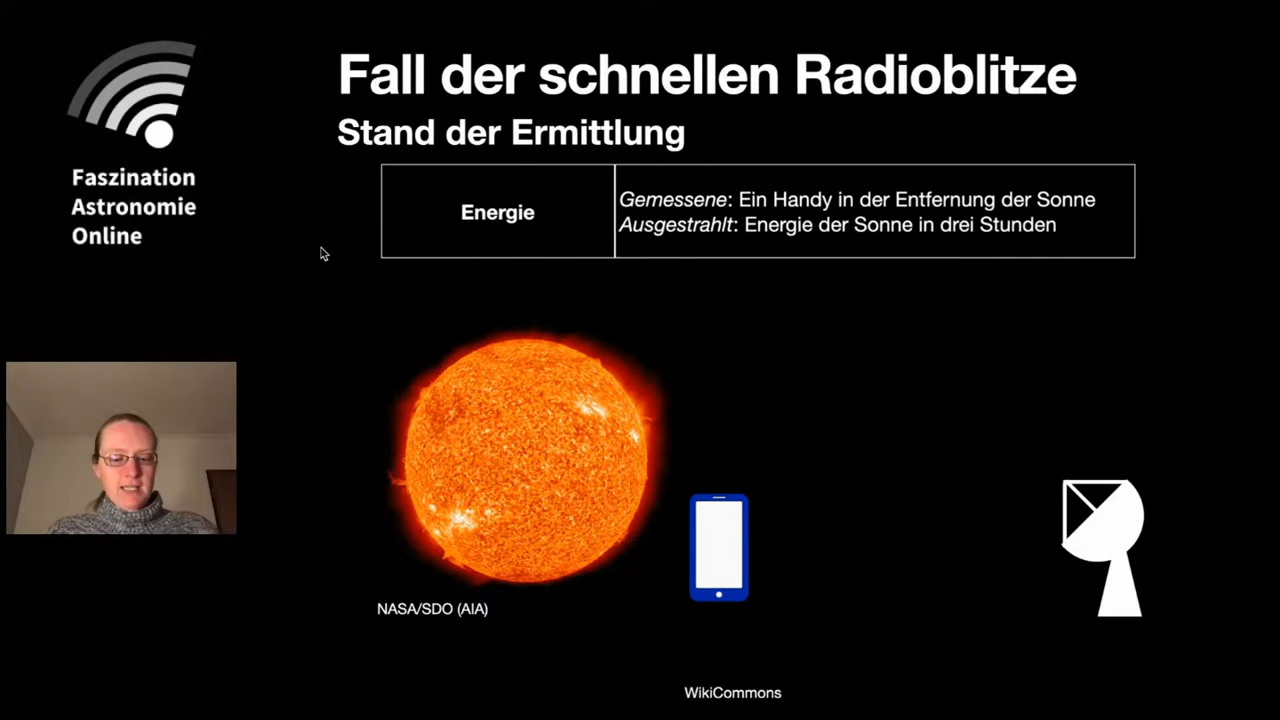 Fall der schnellen Radioblitze
Stand der Ermittlung
Faszination
Astronomie
Online
Energie
Gemessene: Ein Handy in der Entfernung der Sonne
Ausgestrahlt: Energie der Sonne in drei Stunden
NASA/SDO (AIA)
WikiCommons